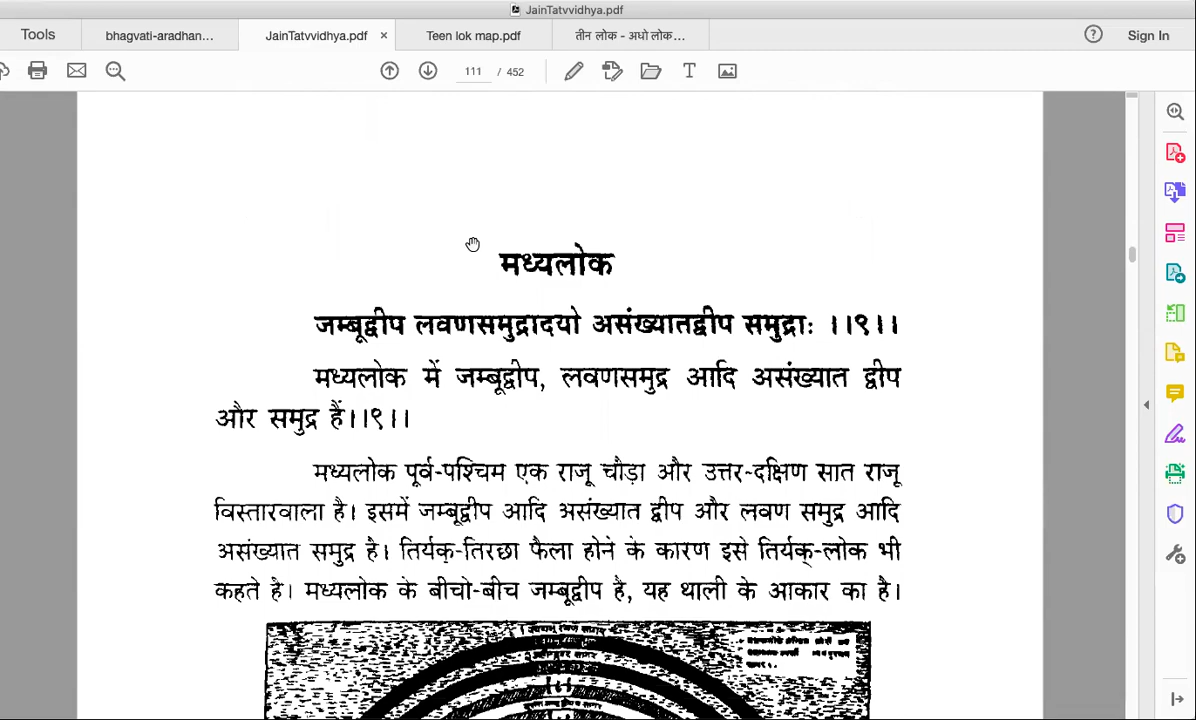 JainTatvvidhya.pdf
Tools
bhagvati-aradhan...
JainTatvvidhya.pdf ×
Teen lok map.pdf
तीन लोक - अधो लोक...
Sign In
111 / 452
मध्यलोक
जम्बूद्वीप लवणसमुद्रादयो असंख्यातद्वीप समुद्राः ।।९।।
मध्यलोक में जम्बूद्वीप, लवणसमुद्र आदि असंख्यात द्वीप
और समुद्र हैं।।९।।
मध्यलोक पूर्व-पश्चिम एक राजू चौड़ा और उत्तर-दक्षिण सात राजू
विस्तारवाला है। इसमें जम्बूद्वीप आदि असंख्यात द्वीप और लवण समुद्र आदि
असंख्यात समुद्र है। तिर्यक्-तिरछा फैला होने के कारण इसे तिर्यक्-लोक भी
कहते है। मध्यलोक के बीचो-बीच जम्बूद्वीप है, यह थाली के आकार का है।